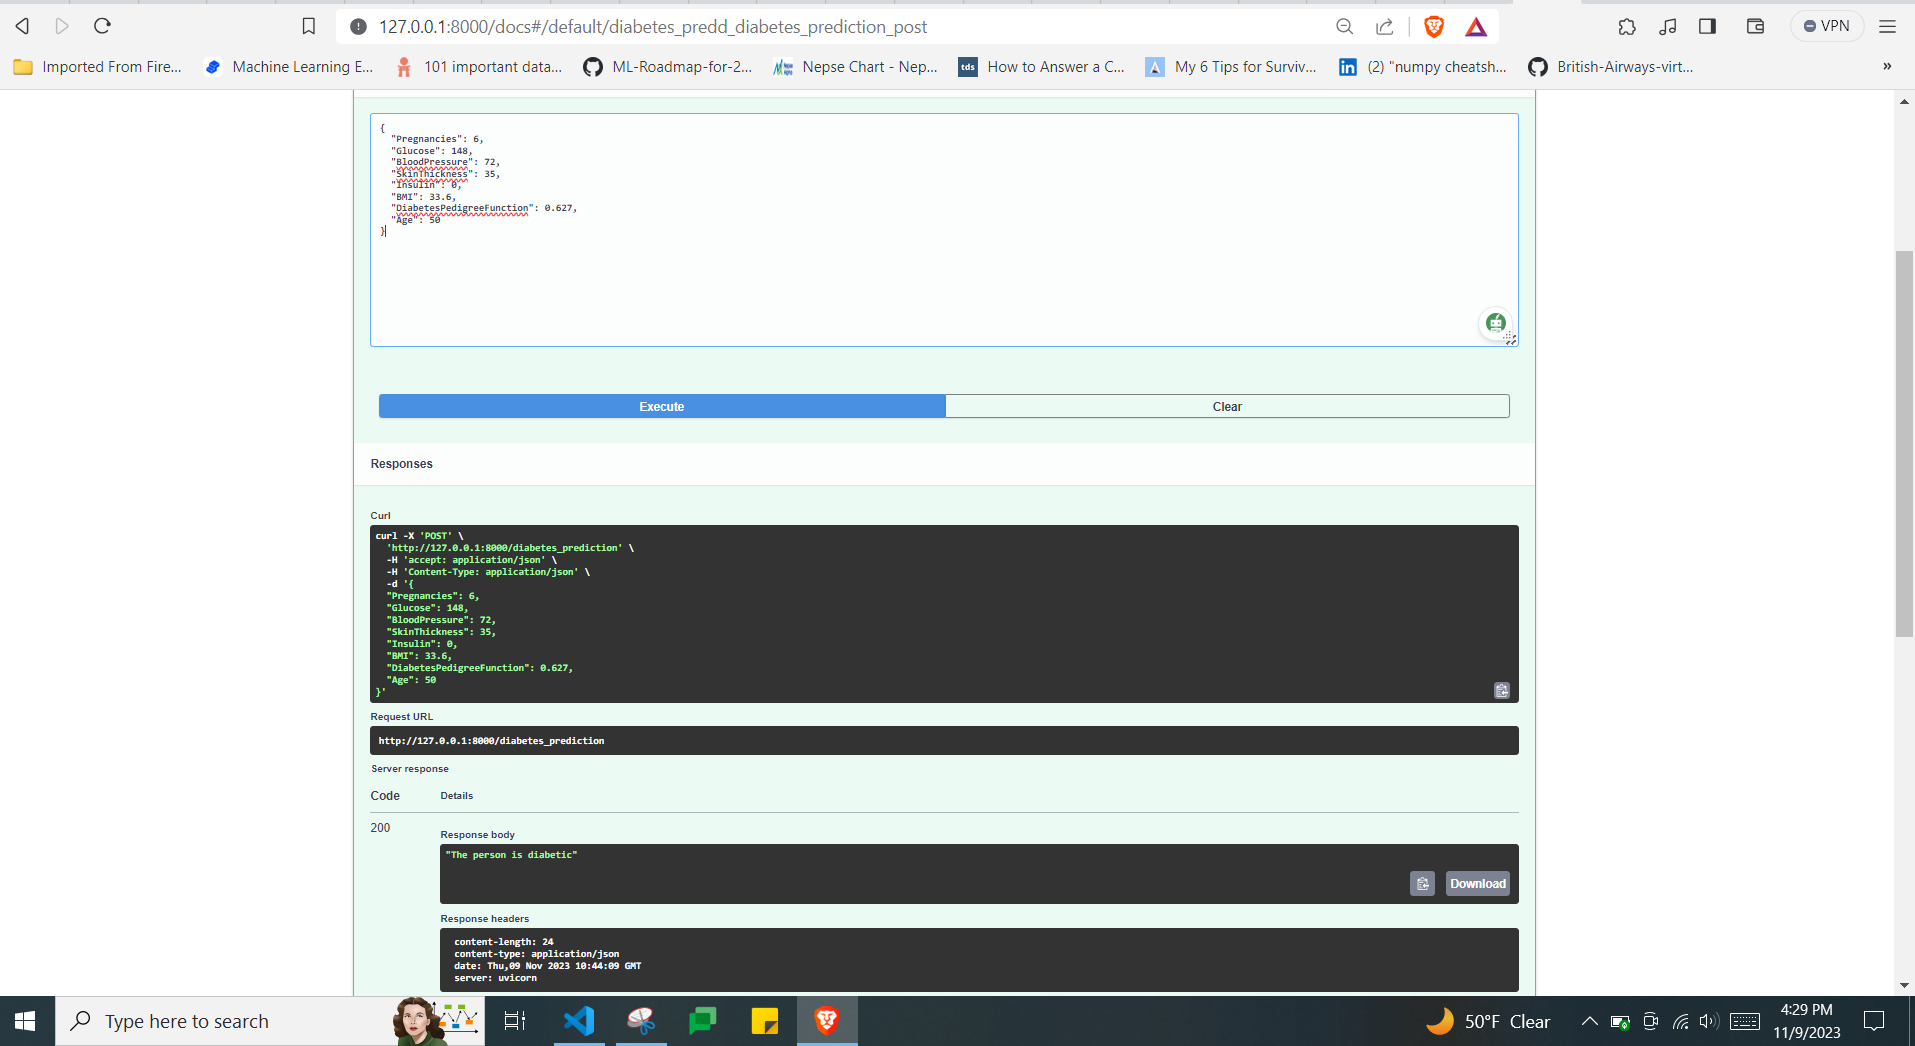 127.0.0.1:8000/docs#/default/diabetes_predd_diabetes_prediction_post
VPN
Imported From Fire...
Machine Learning E...
101 important data...
ML-Roadmap-for-2...
Nepse Chart - Nep...
tds
How to Answer a C...
My 6 Tips for Surviv...
(2) "numpy cheatsh...
British-Airways-virt...
»
{
"Pregnancies": 6,
"Glucose": 148,
"BloodPressure": 72,
"SkinThickness": 35,
"Insulin": 0,
"BMI": 33.6,
"DiabetesPedigreeFunction": 0.627,
"Age": 50
}
Execute
Clear
Responses
Curl
curl -X 'POST' \
'http://127.0.0.1:8000/diabetes_prediction' \
-H 'accept: application/json' \
-H 'Content-Type: application/json' \
-d '{
"Pregnancies": 6,
"Glucose": 148,
"BloodPressure": 72,
"SkinThickness": 35,
"Insulin": 0,
"BMI": 33.6,
"DiabetesPedigreeFunction": 0.627,
"Age": 50
}'
Request URL
http://127.0.0.1:8000/diabetes_prediction
Server response
Code
Details
200
Response body
"The person is diabetic"
Download
Response headers
content-length: 24
content-type: application/json
date: Thu,09 Nov 2023 10:44:09 GMT
server: uvicorn
Type here to search
50°F Clear
4:29 PM
11/9/2023